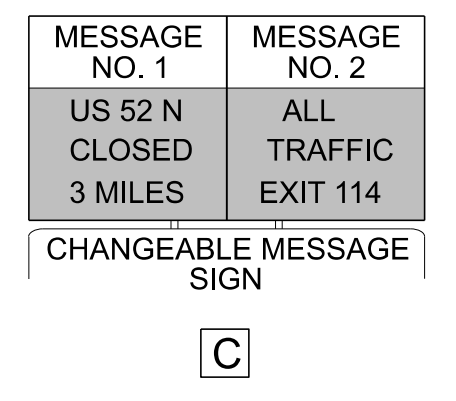 MESSAGE NO. 1
US 52 N
CLOSED
3 MILES
MESSAGE NO. 2
ALL
TRAFFIC
EXIT 114
CHANGEABLE MESSAGE
SIGN
C